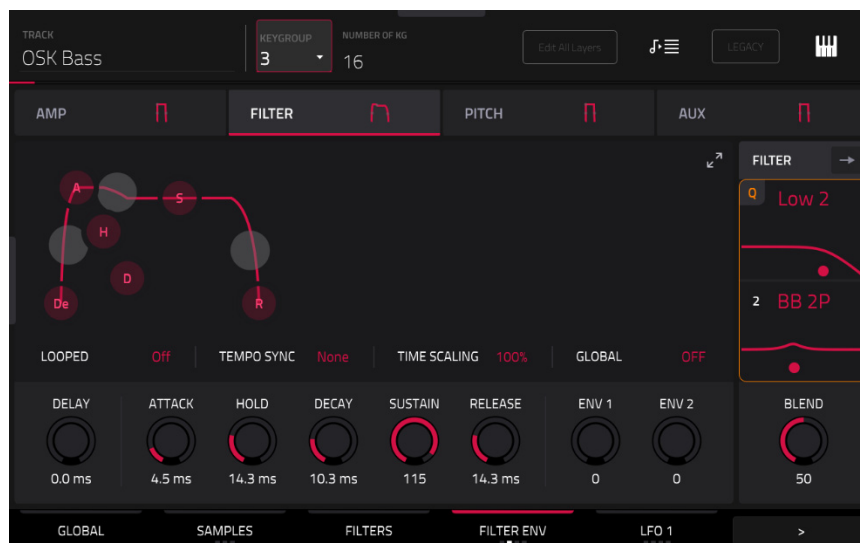 TRACK KEYGROUP NUMBER OF KG
OSK Bass 3 16 Edit All Layers LEGACY
AMP FILTER PITCH AUX
FILTER
A S H D De R
Q Low 2
2 BB 2P
LOOPED Off TEMPO SYNC None TIME SCALING 100% GLOBAL OFF
DELAY ATTACK HOLD DECAY SUSTAIN RELEASE ENV 1 ENV 2 BLEND
0.0 ms 4.5 ms 14.3 ms 10.3 ms 115 14.3 ms 0 0 50
GLOBAL SAMPLES FILTERS FILTER ENV LFO 1 >